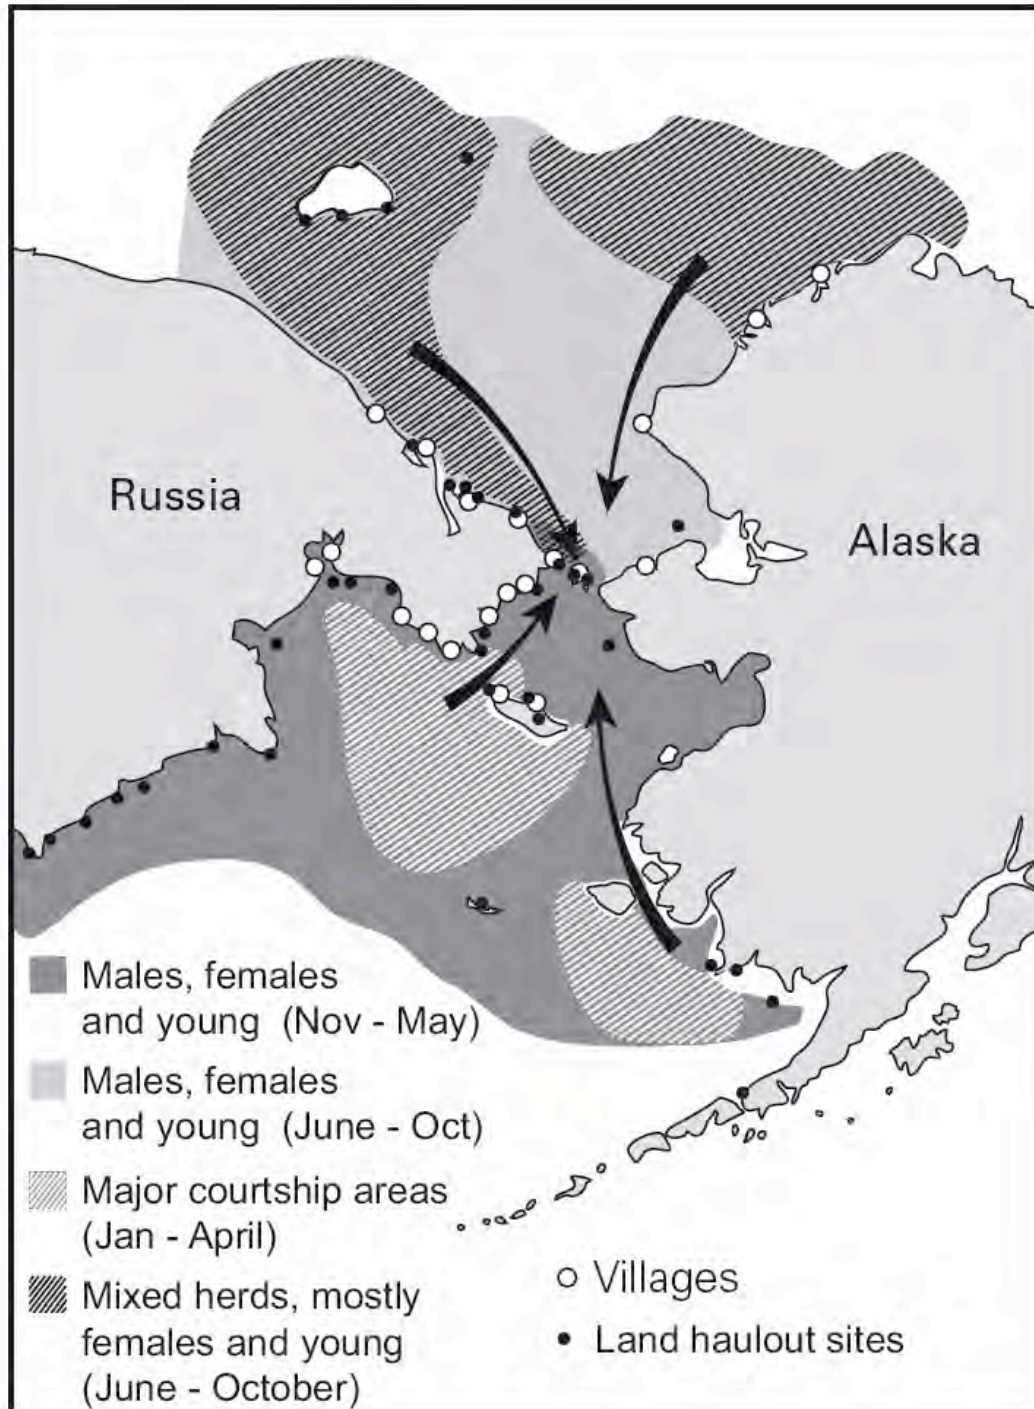 Russia
Alaska
Males, females
and young (Nov - May)
Males, females
and young (June - Oct)
Major courtship areas
(Jan - April)
Mixed herds, mostly
females and young
(June - October)
Villages
Land haulout sites